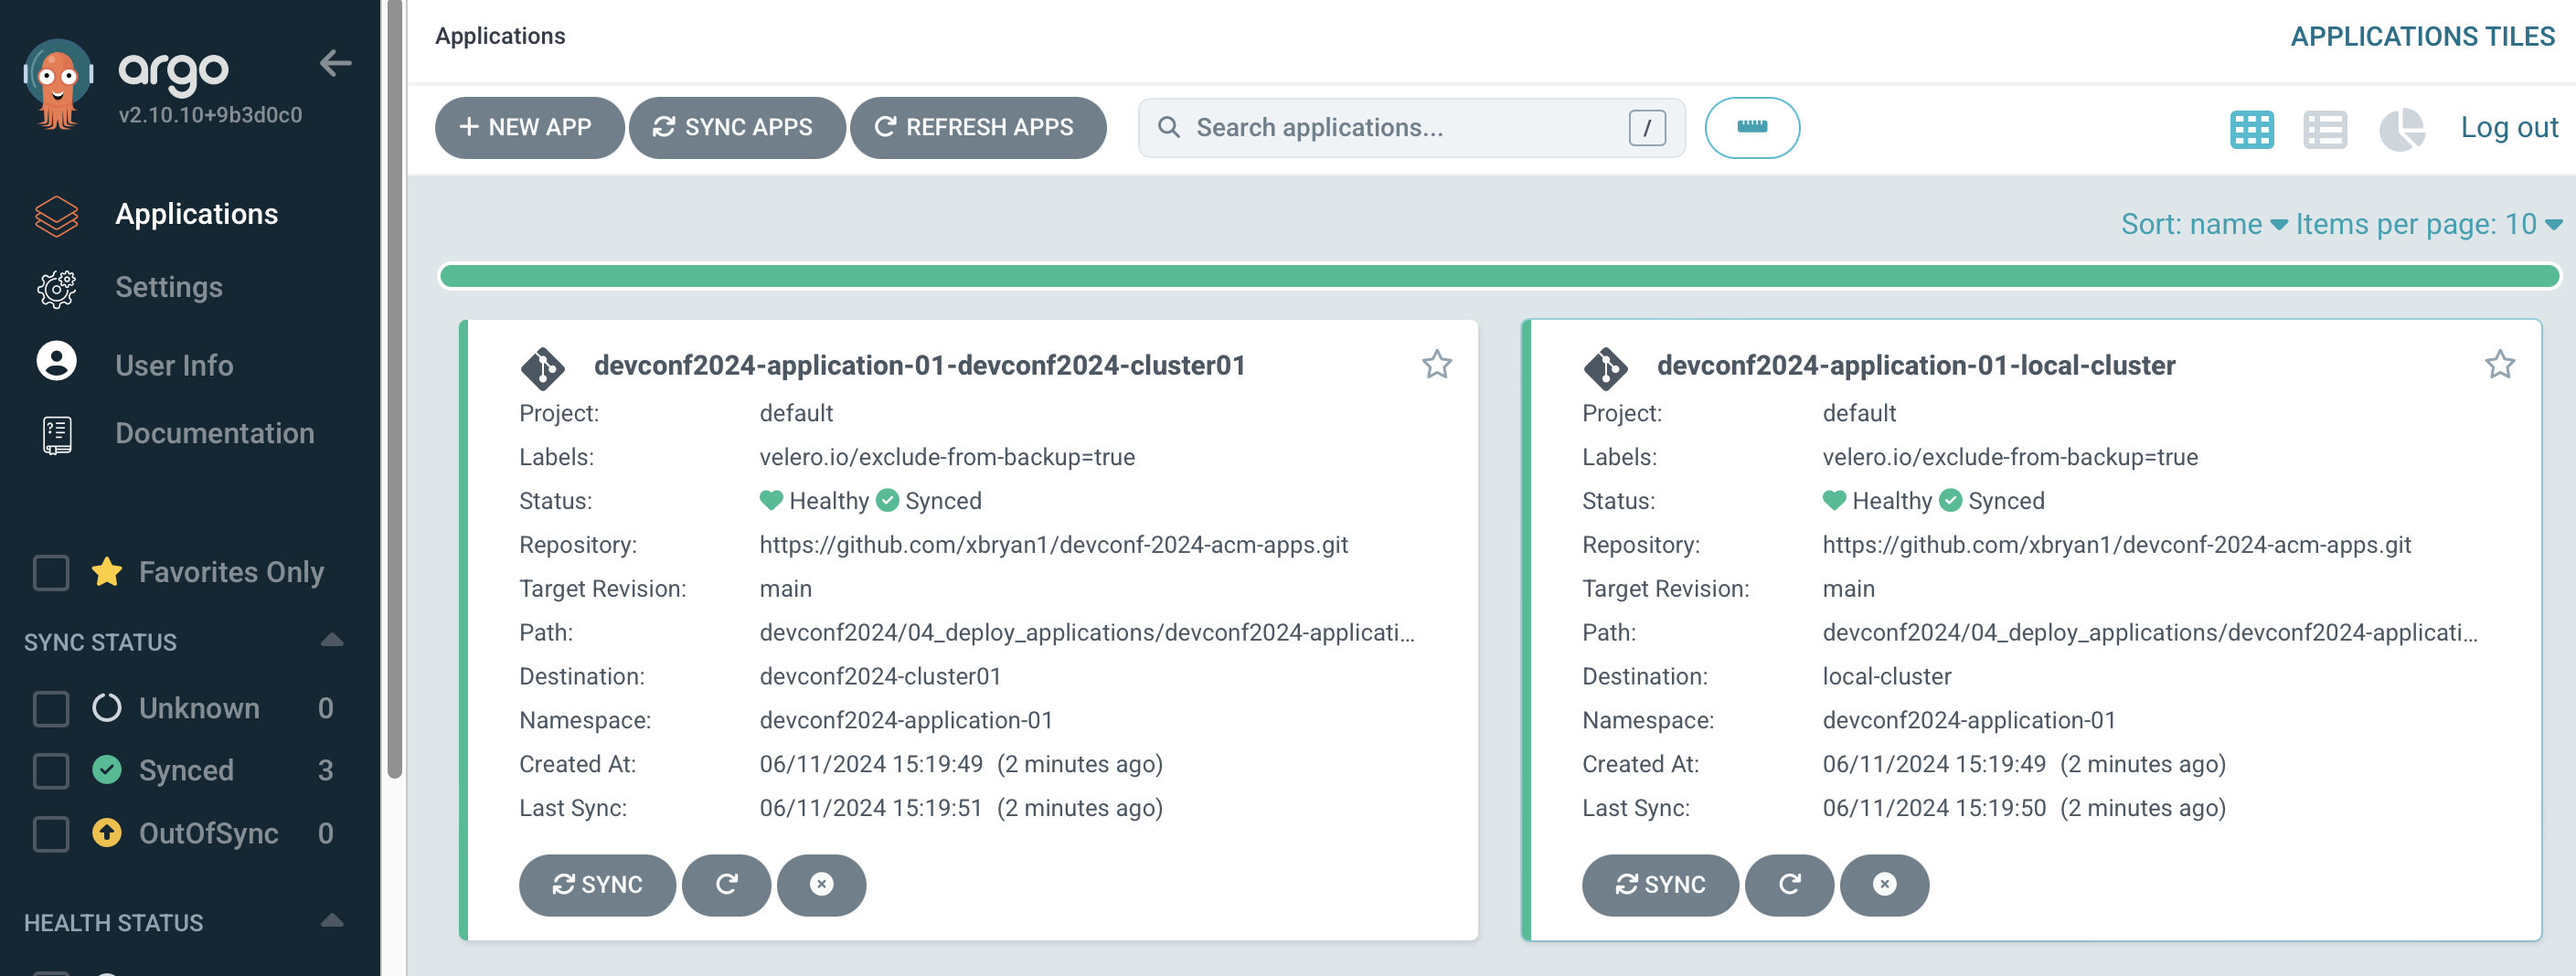 argo
v2.10.10+9b3d0c0
Applications
Settings
User Info
Documentation
Favorites Only
SYNC STATUS
Unknown 0
Synced 3
OutOfSync 0
HEALTH STATUS
Applications
APPLICATIONS TILES
NEW APP SYNC APPS REFRESH APPS Search applications... / Log out
Sort: name Items per page: 10
devconf2024-application-01-devconf2024-cluster01
Project: default
Labels: velero.io/exclude-from-backup=true
Status: Healthy Synced
Repository: https://github.com/xbryan1/devconf-2024-acm-apps.git
Target Revision: main
Path: devconf2024/04_deploy_applications/devconf2024-applicati...
Destination: devconf2024-cluster01
Namespace: devconf2024-application-01
Created At: 06/11/2024 15:19:49 (2 minutes ago)
Last Sync: 06/11/2024 15:19:51 (2 minutes ago)
SYNC
devconf2024-application-01-local-cluster
Project: default
Labels: velero.io/exclude-from-backup=true
Status: Healthy Synced
Repository: https://github.com/xbryan1/devconf-2024-acm-apps.git
Target Revision: main
Path: devconf2024/04_deploy_applications/devconf2024-applicati...
Destination: local-cluster
Namespace: devconf2024-application-01
Created At: 06/11/2024 15:19:49 (2 minutes ago)
Last Sync: 06/11/2024 15:19:50 (2 minutes ago)
SYNC